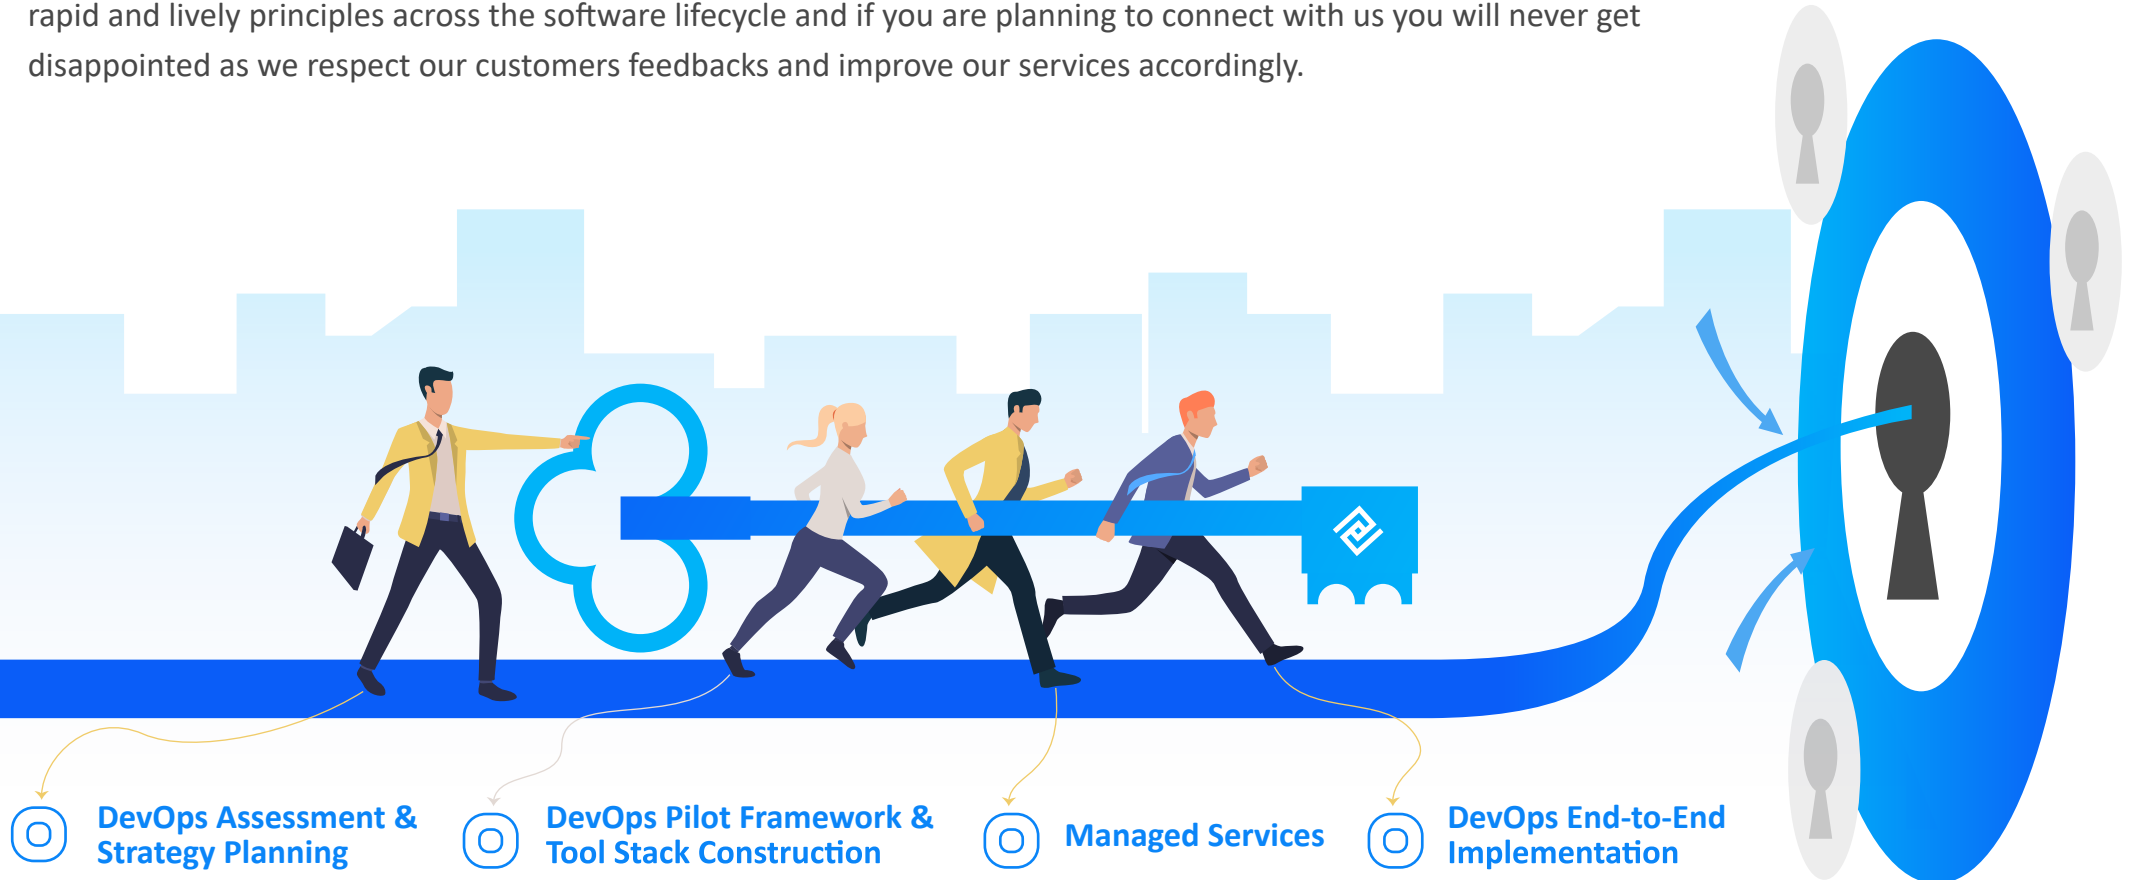 rapid and lively principles across the software lifecycle and if you are planning to connect with us you will never get
disappointed as we respect our customers feedbacks and improve our services accordingly.
DevOps Assessment &
Strategy Planning
DevOps Pilot Framework &
Tool Stack Construction
Managed Services
DevOps End-to-End
Implementation